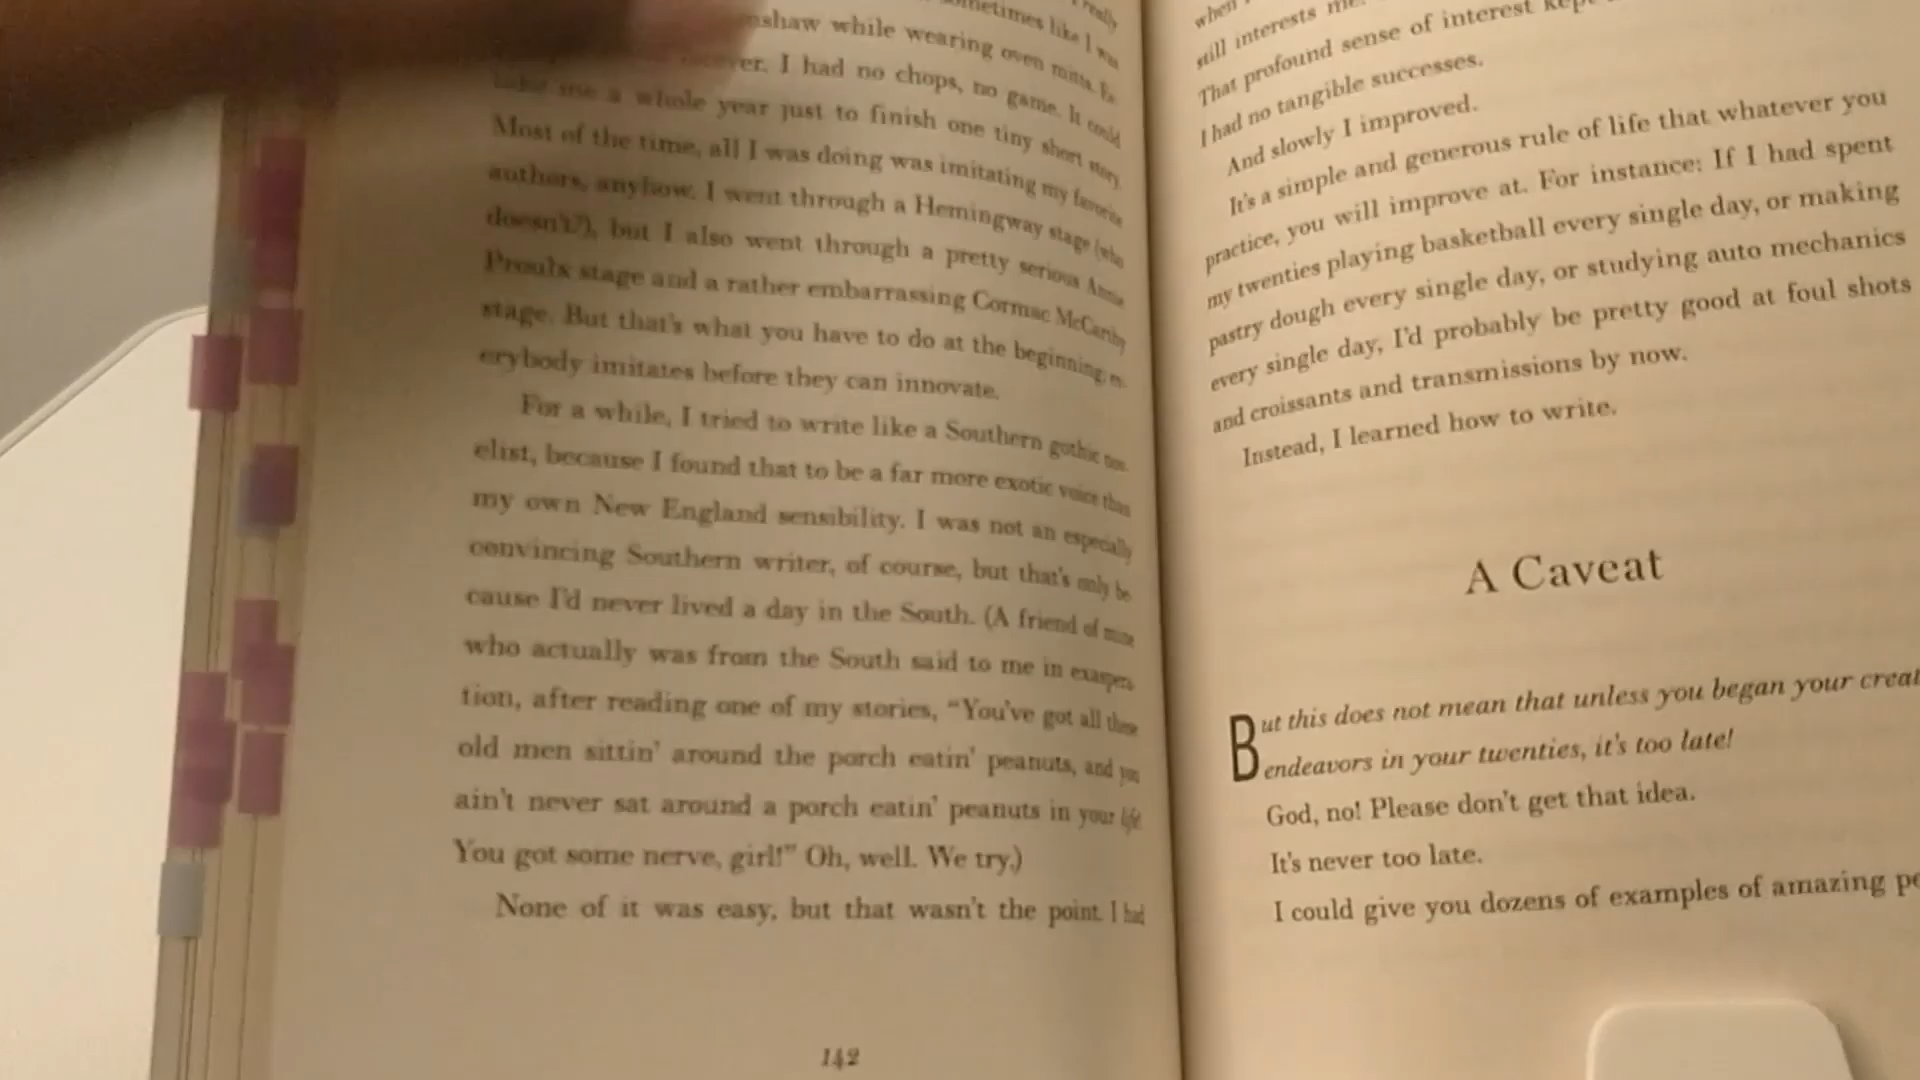 really
sometimes like I was
while wearing oven mitts. Ex-
I had no chops, no game. It could
take me a whole year just to finish one tiny short story.
Most of the time, all I was doing was imitating my favorite
authors, anyhow. I went through a Hemingway stage (who
doesn't?), but I also went through a pretty serious Annie
Proulx stage and a rather embarrassing Cormac McCarthy
stage. But that's what you have to do at the beginning; ev-
erybody imitates before they can innovate.
For a while, I tried to write like a Southern gothic nov-
elist, because I found that to be a far more exotic voice than
my own New England sensibility. I was not an especially
convincing Southern writer, of course, but that's only be-
cause I'd never lived a day in the South. (A friend of mine
who actually was from the South said to me in exaspera-
tion, after reading one of my stories, "You've got all these
old men sittin' around the porch eatin' peanuts, and you
ain't never sat around a porch eatin' peanuts in your life!
You got some nerve, girl!" Oh, well. We try.)
None of it was easy, but that wasn't the point. I had
142
when
still interests me.
That profound sense of interest kept
I had no tangible successes.
And slowly I improved.
It's a simple and generous rule of life that whatever you
practice, you will improve at. For instance: If I had spent
my twenties playing basketball every single day, or making
pastry dough every single day, or studying auto mechanics
every single day, I'd probably be pretty good at foul shots
and croissants and transmissions by now.
Instead, I learned how to write.
A Caveat
But this does not mean that unless you began your creat
endeavors in your twenties, it's too late!
God, no! Please don't get that idea.
It's never too late.
I could give you dozens of examples of amazing pe